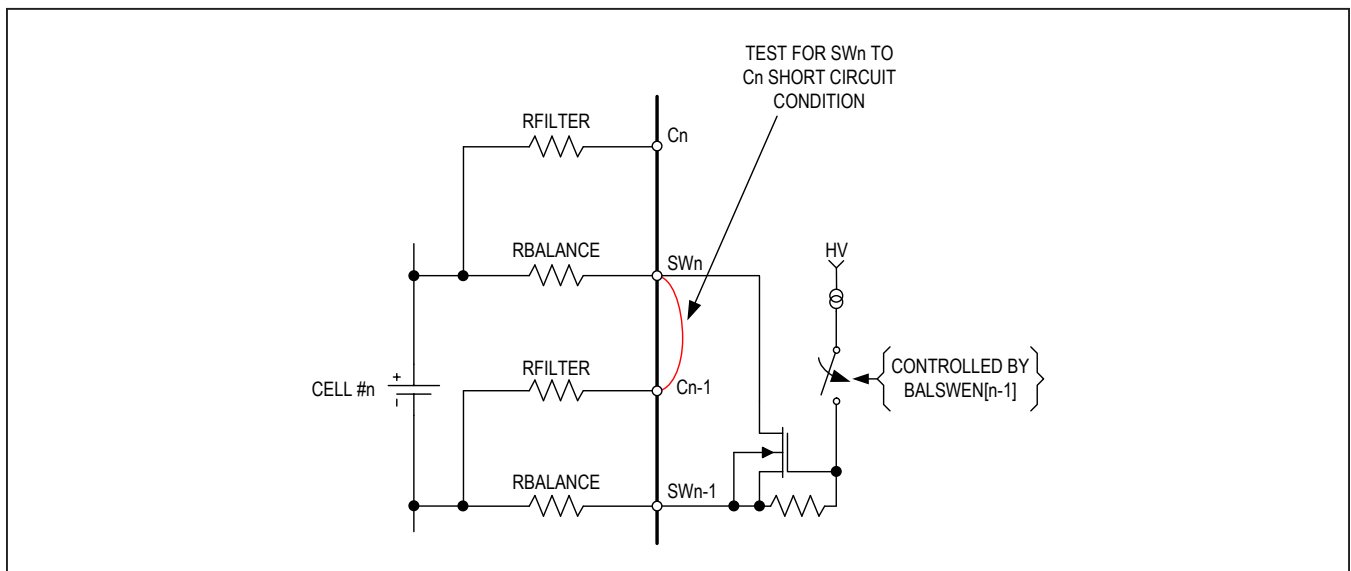 TEST FOR SWn TO
Cn SHORT CIRCUIT
CONDITION
RFILTER
Cn
RBALANCE
SWn
HV
RFILTER
CONTROLLED BY
BALSWEN[n-1]
CELL #n
+
-
Cn-1
RBALANCE
SWn-1